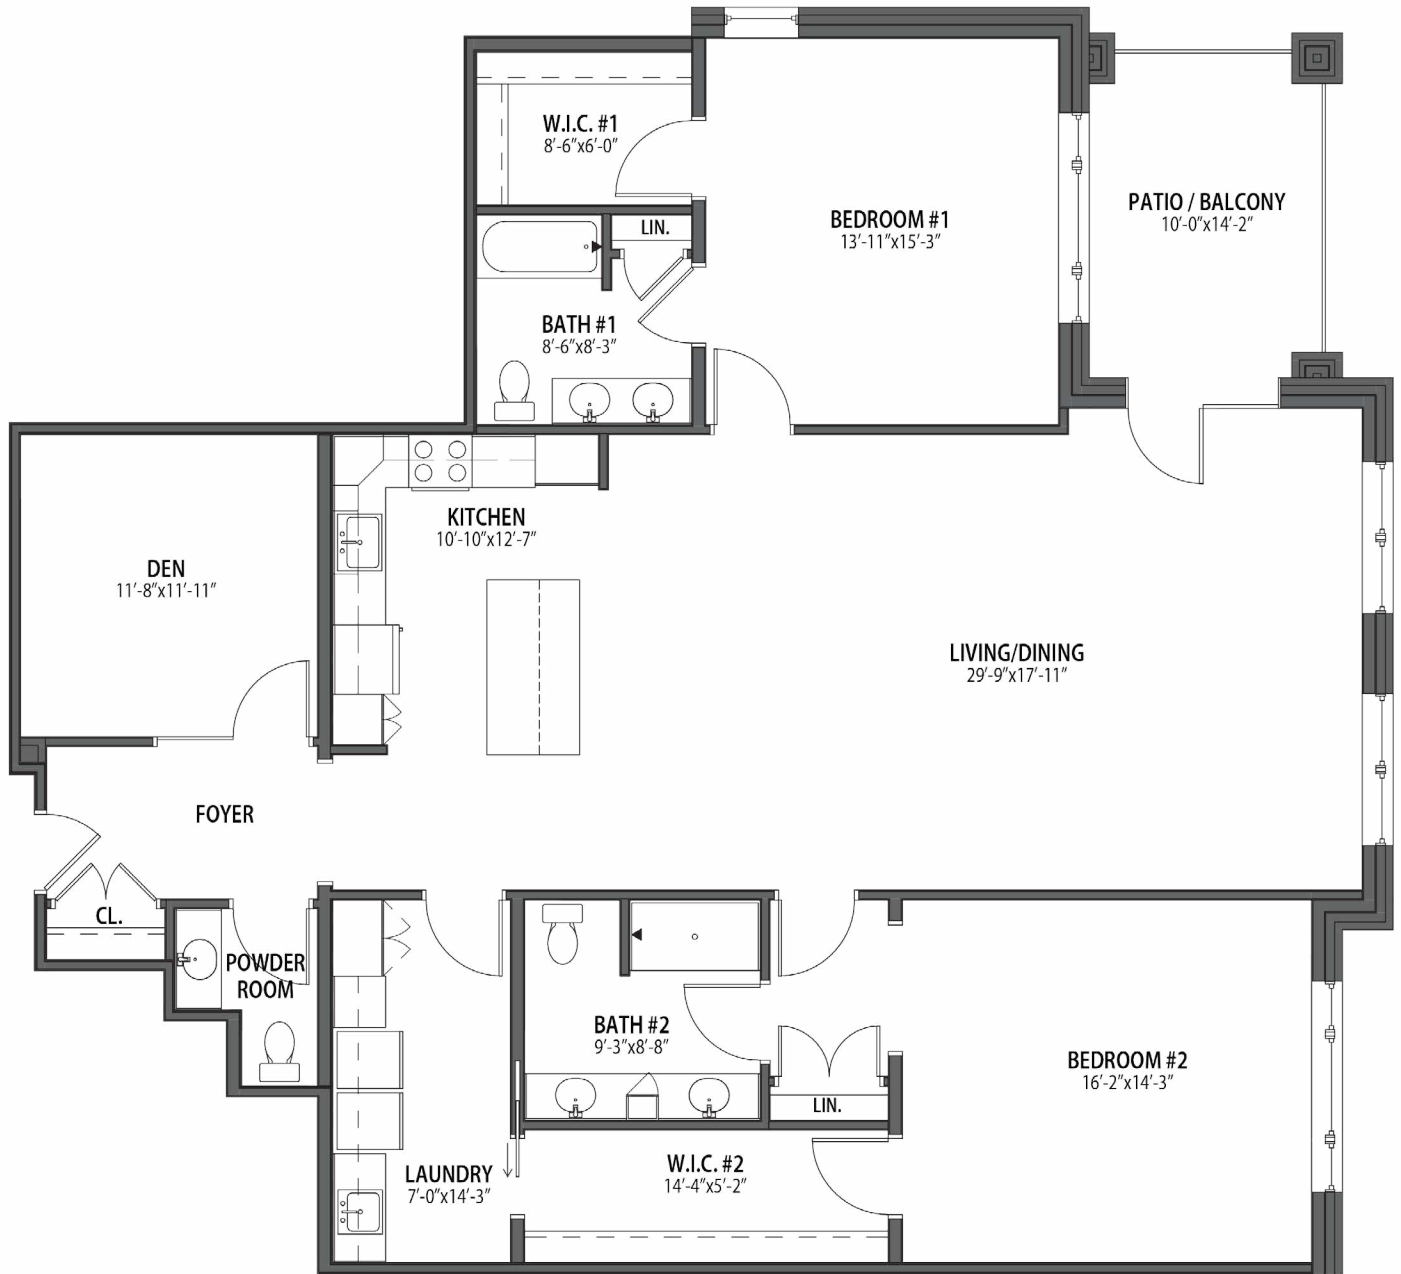 W.I.C. #1
8'-6"x6'-0"
LIN.
BEDROOM #1
13'-11"x15'-3"
PATIO / BALCONY
10'-0"x14'-2"
BATH #1
8'-6"x8'-3"
KITCHEN
10'-10"x12'-7"
DEN
11'-8"x11'-11"
LIVING/DINING
29'-9"x17'-11"
FOYER
CL.
POWDER
ROOM
BATH #2
9'-3"x8'-8"
BEDROOM #2
16'-2"x14'-3"
LIN.
LAUNDRY
7'-0"x14'-3"
W.I.C. #2
14'-4"x5'-2"